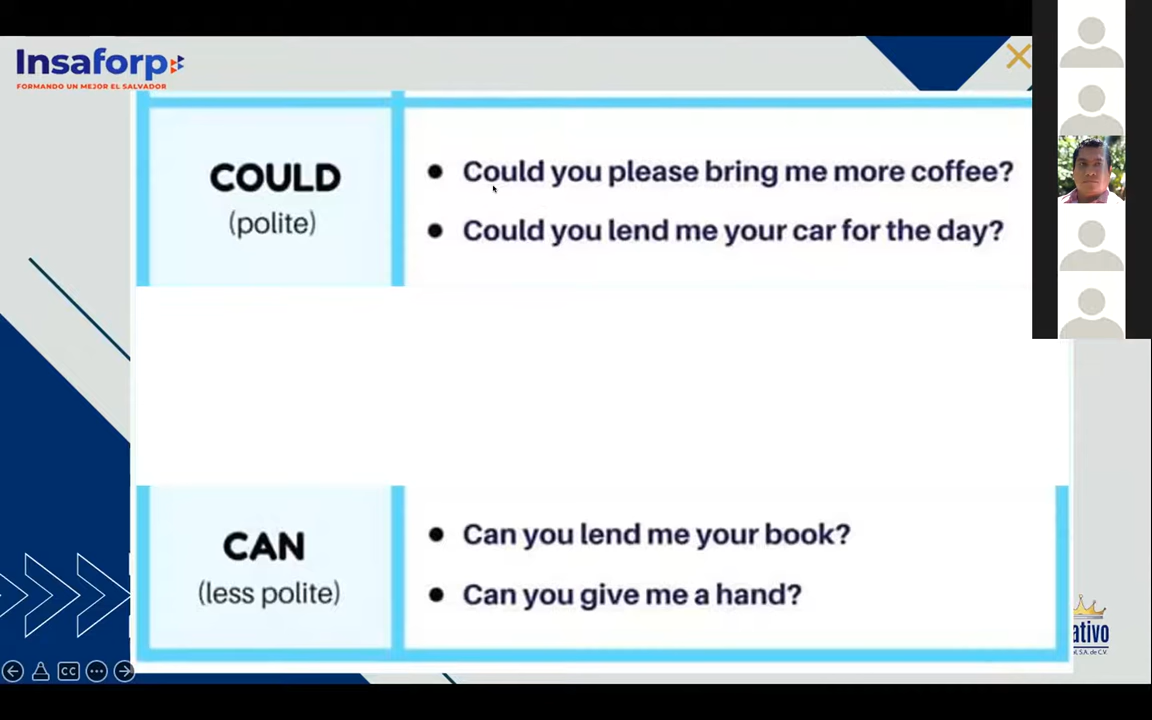 Insaforp
FORMANDO UN MEJOR EL SALVADOR
COULD
(polite)
Could you please bring me more coffee?
Could you lend me your car for the day?
CAN
(less polite)
Can you lend me your book?
Can you give me a hand?
ativo
S.A. de C.V.
CC